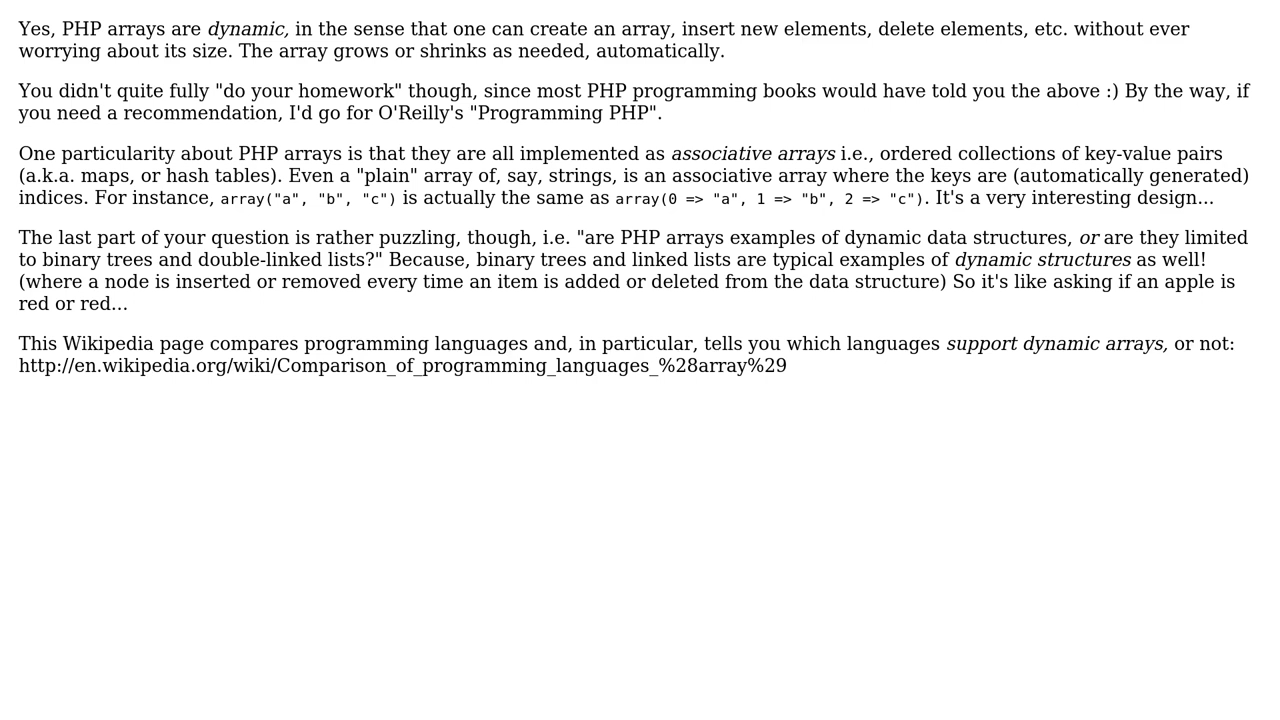 Yes, PHP arrays are dynamic, in the sense that one can create an array, insert new elements, delete elements, etc. without ever
worrying about its size. The array grows or shrinks as needed, automatically.
You didn't quite fully "do your homework" though, since most PHP programming books would have told you the above :) By the way, if
you need a recommendation, I'd go for O'Reilly's "Programming PHP".
One particularity about PHP arrays is that they are all implemented as associative arrays i.e., ordered collections of key-value pairs
(a.k.a. maps, or hash tables). Even a "plain" array of, say, strings, is an associative array where the keys are (automatically generated)
indices. For instance, array("a", "b", "c") is actually the same as array(0 => "a", 1 => "b", 2 => "c"). It's a very interesting design...
The last part of your question is rather puzzling, though, i.e. "are PHP arrays examples of dynamic data structures, or are they limited
to binary trees and double-linked lists?" Because, binary trees and linked lists are typical examples of dynamic structures as well!
(where a node is inserted or removed every time an item is added or deleted from the data structure) So it's like asking if an apple is
red or red...
This Wikipedia page compares programming languages and, in particular, tells you which languages support dynamic arrays, or not:
http://en.wikipedia.org/wiki/Comparison_of_programming_languages_%28array%29